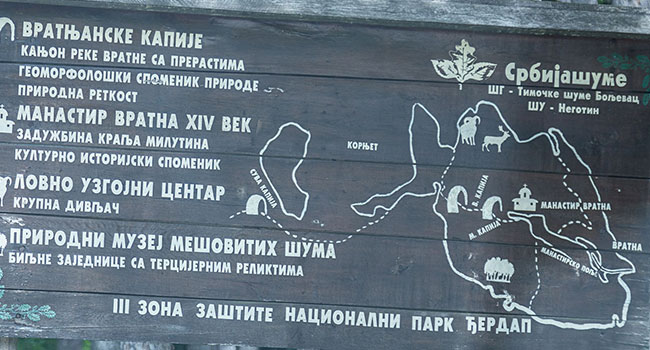 ВРАТЊАНСКЕ КАПИЈЕ
КАЊОН РЕКЕ ВРАТНЕ СА ПРЕРАСТИМА
ГЕОМОРФОЛОШКИ СПОМЕНИК ПРИРОДЕ
ПРИРОДНА РЕТКОСТ
МАНАСТИР ВРАТНА XIV ВЕК
ЗАДУЖБИНА КРАЉА МИЛУТИНА
КУЛТУРНО ИСТОРИЈСКИ СПОМЕНИК
ЛОВНО УЗГОЈНИ ЦЕНТАР
КРУПНА ДИВЉАЧ
ПРИРОДНИ МУЗЕЈ МЕШОВИТИХ ШУМА
БИЉНЕ ЗАЈЕДНИЦЕ СА ТЕРЦИЈЕРНИМ РЕЛИКТИМА
Србијашуме
ШГ - Тимочке шуме Бољевац
ШУ - Неготин
КОРЊЕТ
СУВА КАПИЈА
В. КАПИЈА
М. КАПИЈА
МАНАСТИР ВРАТНА
ВРАТНА
МАНАСТИРСКО ПОЉЕ
III ЗОНА ЗАШТИТЕ НАЦИОНАЛНИ ПАРК ЂЕРДАП